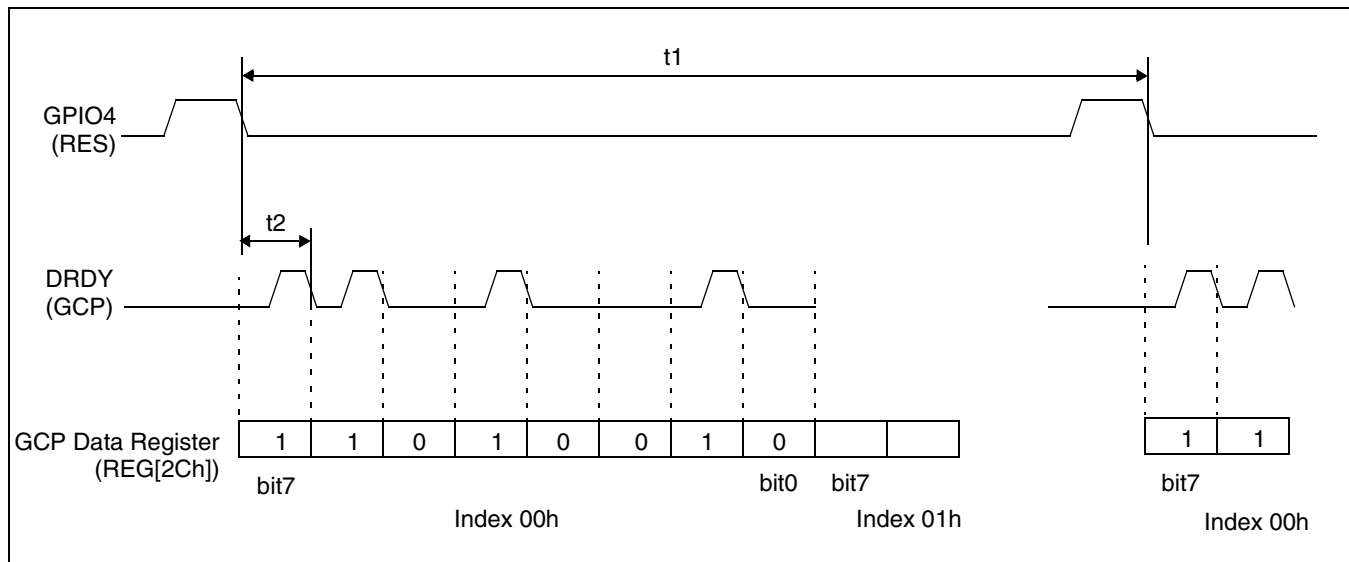 t1
GPIO4
(RES)
t2
DRDY
(GCP)
GCP Data Register
(REG[2Ch])
1 1 0 1 0 0 1 0 1 1
bit7 bit0 bit7 bit7
Index 00h Index 01h Index 00h